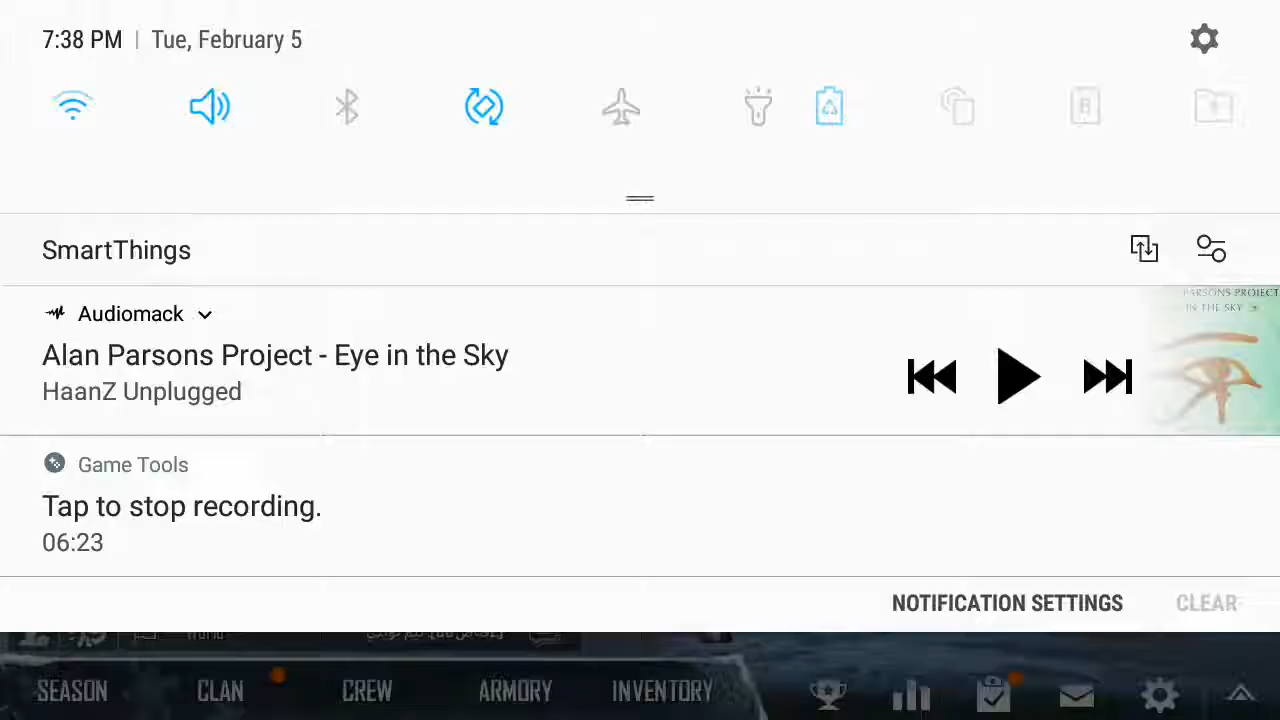 7:38 PM | Tue, February 5
SmartThings
Audiomack
PARSONS PROJECT
IN THE SKY
Alan Parsons Project - Eye in the Sky
HaanZ Unplugged
Game Tools
Tap to stop recording.
06:23
NOTIFICATION SETTINGS CLEAR
World
SEASON CLAN CREW ARMORY INVENTORY